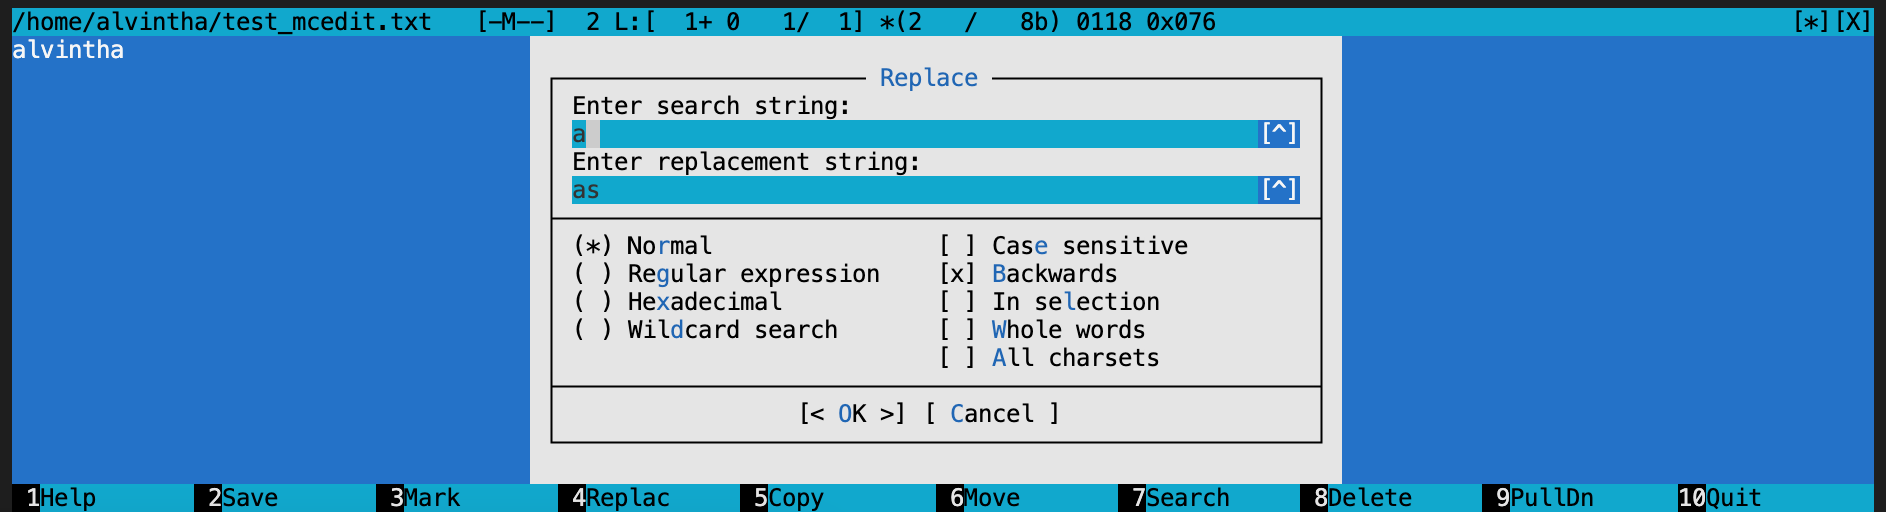 /home/alvintha/test_mcedit.txt [-M--] 2 L:[ 1+ 0 1/ 1] *(2 / 8b) 0118 0x076 [*][X]
alvintha
Replace
Enter search string:
a [^]
Enter replacement string:
as [^]
(*) Normal [ ] Case sensitive
( ) Regular expression [x] Backwards
( ) Hexadecimal [ ] In selection
( ) Wildcard search [ ] Whole words
[ ] All charsets
[< OK >] [ Cancel ]
1Help 2Save 3Mark 4Replac 5Copy 6Move 7Search 8Delete 9PullDn 10Quit